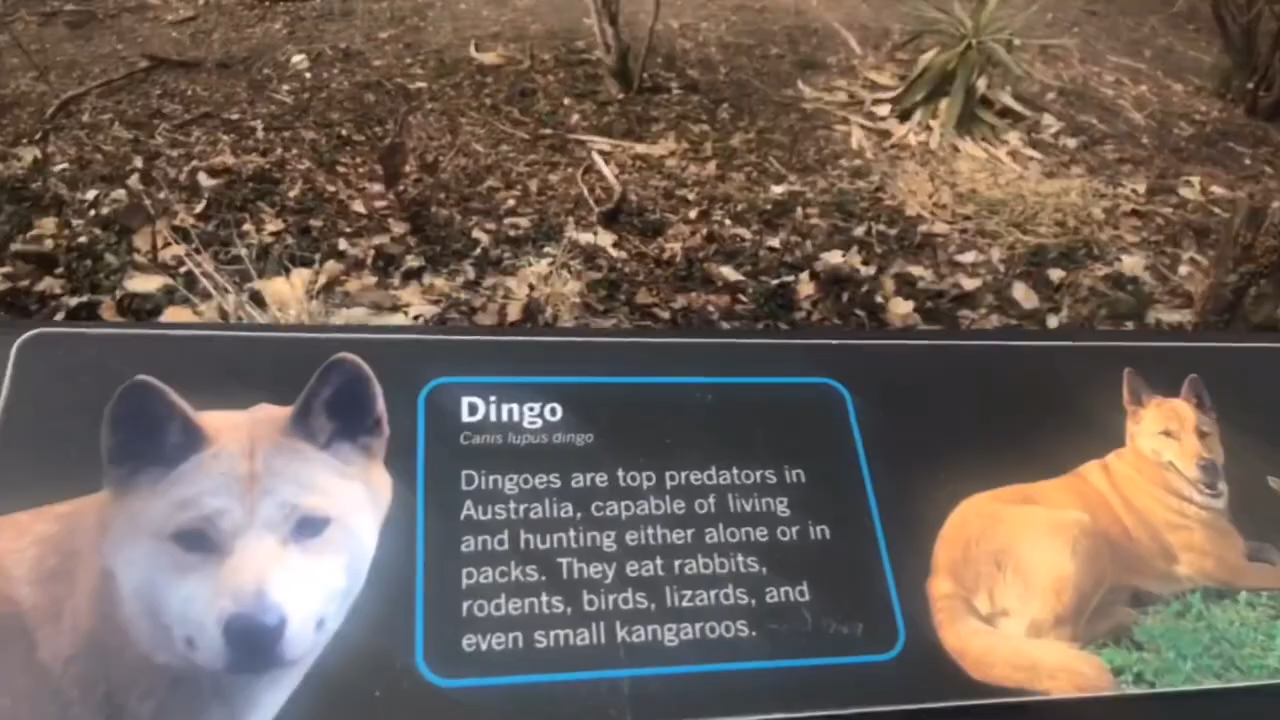 Dingo
Canis lupus dingo
Dingoes are top predators in
Australia, capable of living
and hunting either alone or in
packs. They eat rabbits,
rodents, birds, lizards, and
even small kangaroos.